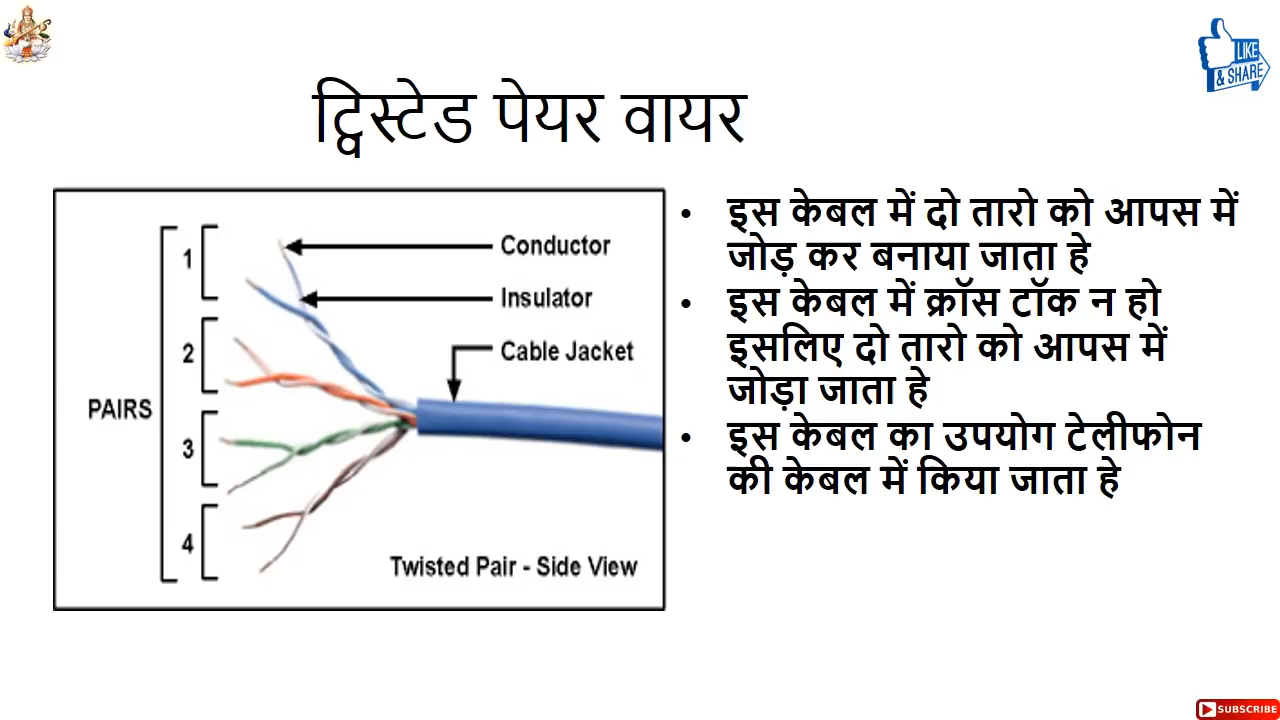 LIKE
& SHARE
ट्विस्टेड पेयर वायर
1
2
PAIRS
3
4
Conductor
Insulator
Cable Jacket
Twisted Pair - Side View
• इस केबल में दो तारो को आपस में
जोड़ कर बनाया जाता हे
• इस केबल में क्रॉस टॉक न हो
इसलिए दो तारो को आपस में
जोड़ा जाता हे
• इस केबल का उपयोग टेलीफोन
की केबल में किया जाता हे
SUBSCRIBE